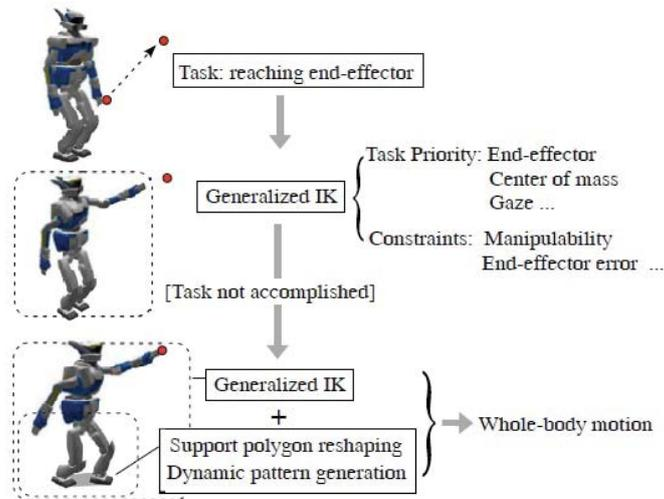 Task: reaching end-effector
Generalized IK
Task Priority: End-effector
Center of mass
Gaze ...
Constraints: Manipulability
End-effector error ...
[Task not accomplished]
Generalized IK
+
Support polygon reshaping
Dynamic pattern generation
Whole-body motion